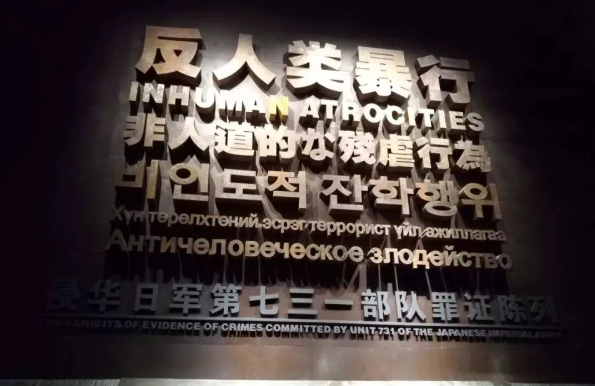 反人类暴行
INHUMAN ATROCITIES
非人道的な残虐行為
비인도적 잔학행위
Хүн төрөлхтөний эсрэг террорист үйл ажиллагаа
Античеловеческое злодейство
侵华日军第七三一部队罪证陈列
EXHIBITS OF EVIDENCE OF CRIMES COMMITTED BY UNIT 731 OF THE JAPANESE IMPERIAL ARMY